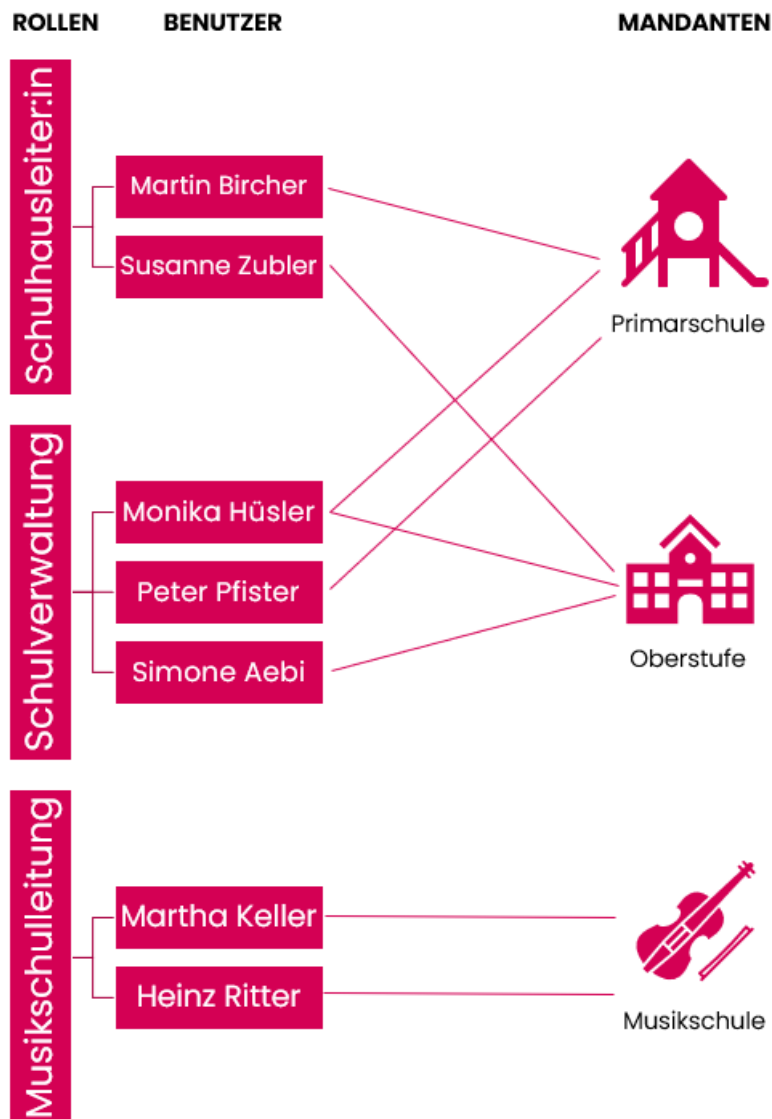 ROLLEN BENUTZER MANDANTEN
Schulhausleiter:in
Martin Bircher
Susanne Zubler
Primarschule
Schulverwaltung
Monika Hüsler
Peter Pfister
Simone Aebi
Oberstufe
Musikschulleitung
Martha Keller
Heinz Ritter
Musikschule